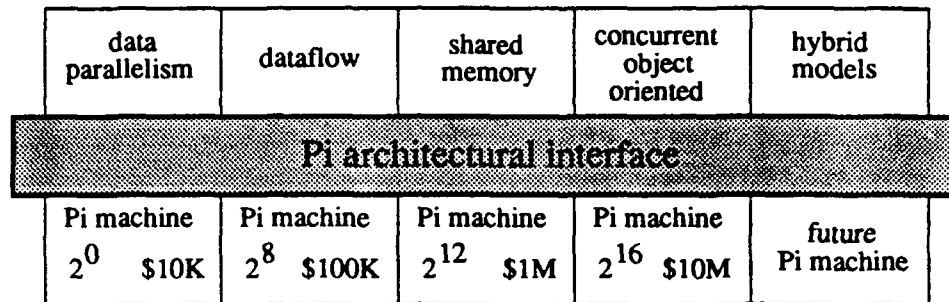 data
parallelism
dataflow
shared
memory
concurrent
object
oriented
hybrid
models
Pi architectural interface
Pi machine
2^0 $10K
Pi machine
2^8 $100K
Pi machine
2^12 $1M
Pi machine
2^16 $10M
future
Pi machine